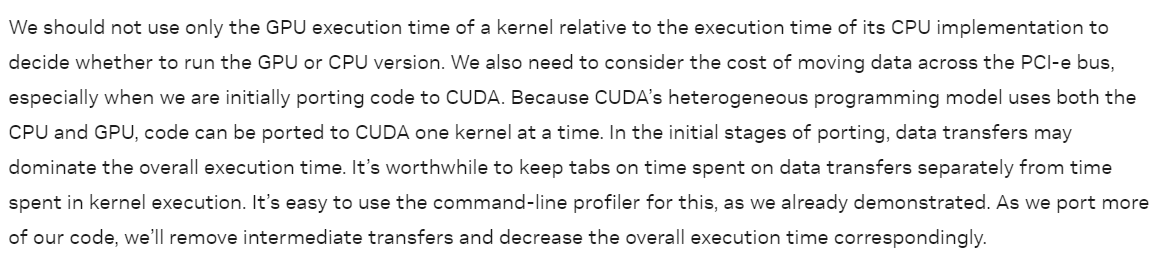 We should not use only the GPU execution time of a kernel relative to the execution time of its CPU implementation to
decide whether to run the GPU or CPU version. We also need to consider the cost of moving data across the PCI-e bus,
especially when we are initially porting code to CUDA. Because CUDA’s heterogeneous programming model uses both the
CPU and GPU, code can be ported to CUDA one kernel at a time. In the initial stages of porting, data transfers may
dominate the overall execution time. It’s worthwhile to keep tabs on time spent on data transfers separately from time
spent in kernel execution. It’s easy to use the command-line profiler for this, as we already demonstrated. As we port more
of our code, we’ll remove intermediate transfers and decrease the overall execution time correspondingly.